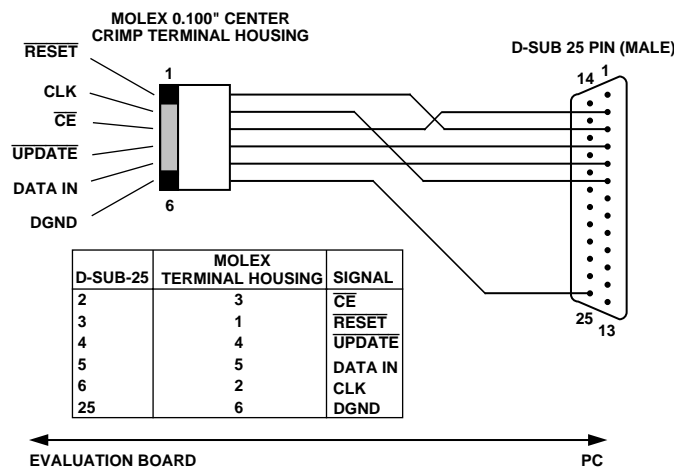 MOLEX 0.100" CENTER
CRIMP TERMINAL HOUSING
D-SUB 25 PIN (MALE)
RESET
CLK
CE
UPDATE
DATA IN
DGND
1
6
14
1
25
13
D-SUB-25 MOLEX TERMINAL HOUSING SIGNAL
2 3 CE
3 1 RESET
4 4 UPDATE
5 5 DATA IN
6 2 CLK
25 6 DGND
EVALUATION BOARD
PC